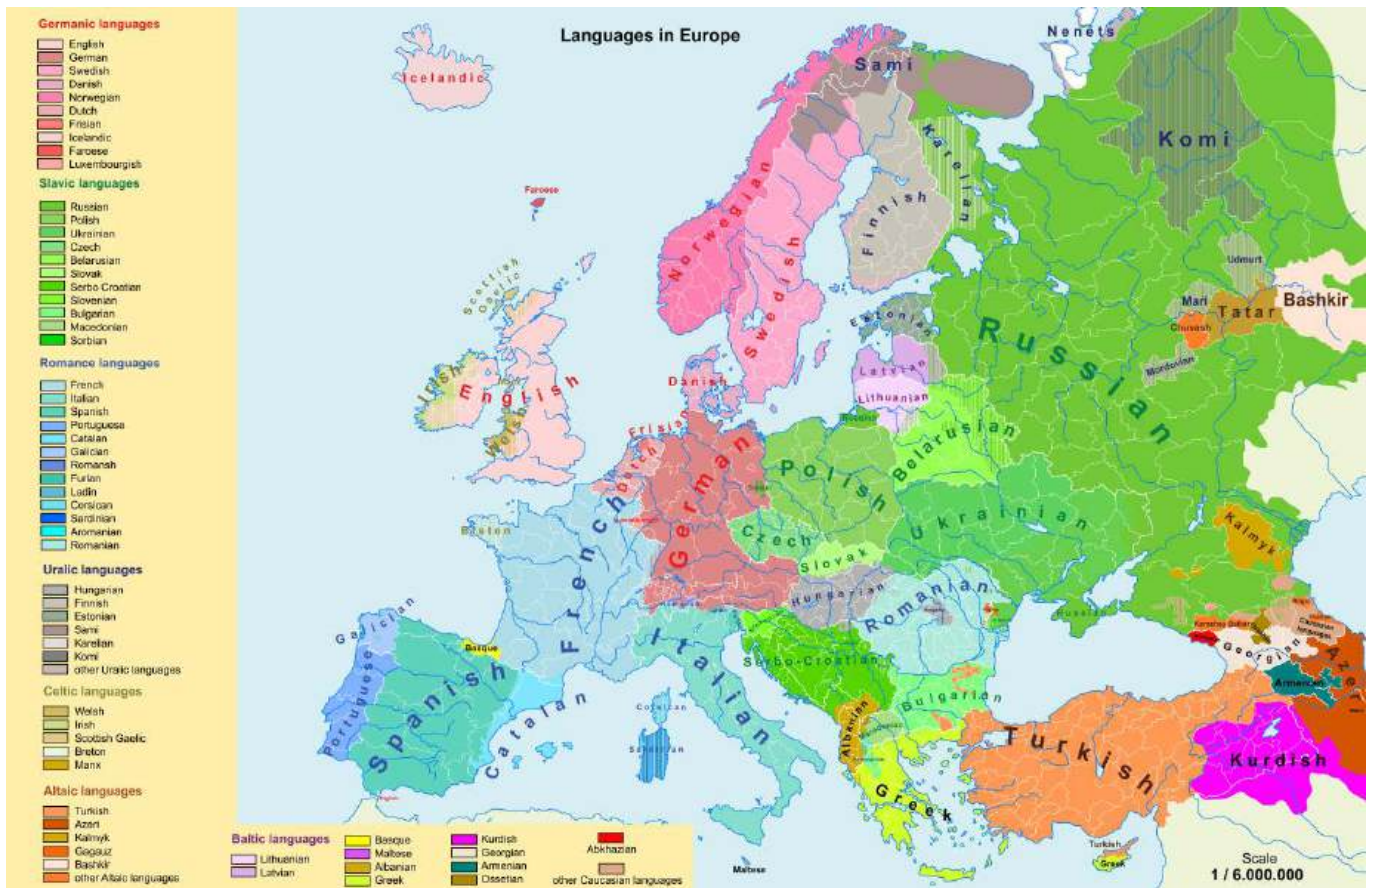 Languages in Europe
Germanic languages
English
German
Swedish
Danish
Norwegian
Dutch
Frisian
Icelandic
Faroese
Luxembourgish
Slavic languages
Russian
Polish
Ukrainian
Czech
Belarusian
Slovak
Serbo Croatian
Slovenian
Bulgarian
Macedonian
Sorbian
Romance languages
French
Italian
Spanish
Portuguese
Catalan
Galician
Romansh
Furlan
Ladin
Corsican
Sardinian
Aromanian
Romanian
Uralic languages
Hungarian
Finnish
Estonian
Sami
Karelian
Komi
other Uralic languages
Celtic languages
Welsh
Irish
Scottish Gaelic
Breton
Manx
Altaic languages
Turkish
Azeri
Kalmyk
Gagauz
Bashkir
other Altaic languages
Baltic languages
Lithuanian
Latvian
Basque
Maltese
Albanian
Greek
Kurdish
Georgian
Armenian
Ossetian
Abkhazian
other Caucasian languages
Icelandic
Faroese
Scottish
Gaelic
Irish
English
Welsh
Norwegian
Swedish
Sami
Finnish
Karelian
Nenets
Komi
Udmurt
Mari
Tatar
Bashkir
Chuvash
Mordovian
Russian
Estonian
Latvian
Lithuanian
Belarusian
Danish
Frisian
Dutch
German
Polish
Czech
Slovak
Ukrainian
Kalmyk
Breton
French
Hungarian
Romanian
Russian
Galician
Portuguese
Spanish
Basque
Catalan
Corsican
Sardinian
Italian
Serbo-Croatian
Bulgarian
Albanian
Greek
Turkish
Kurdish
Georgian
Armenian
Azeri
Caucasian
languages
Maltese
Turkish
Greek
English
Scale
1 / 6.000.000